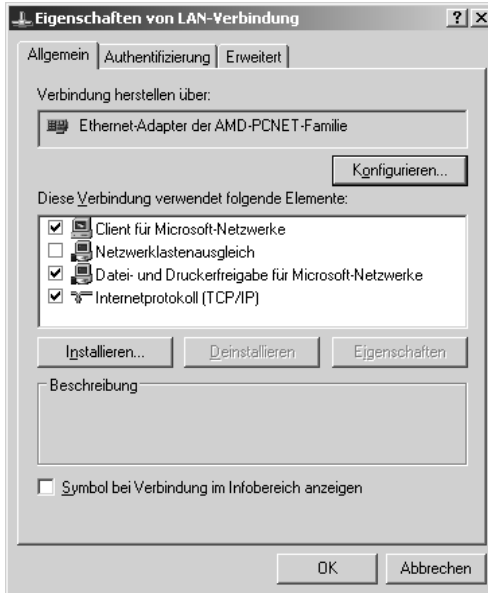 Eigenschaften von LAN-Verbindung
Allgemein Authentifizierung Erweitert
Verbindung herstellen über:
Ethernet-Adapter der AMD-PCNET-Familie
Konfigurieren...
Diese Verbindung verwendet folgende Elemente:
Client für Microsoft-Netzwerke
Netzwerklastenausgleich
Datei- und Druckerfreigabe für Microsoft-Netzwerke
Internetprotokoll (TCP/IP)
Installieren... Deinstallieren Eigenschaften
Beschreibung
Symbol bei Verbindung im Infobereich anzeigen
OK Abbrechen